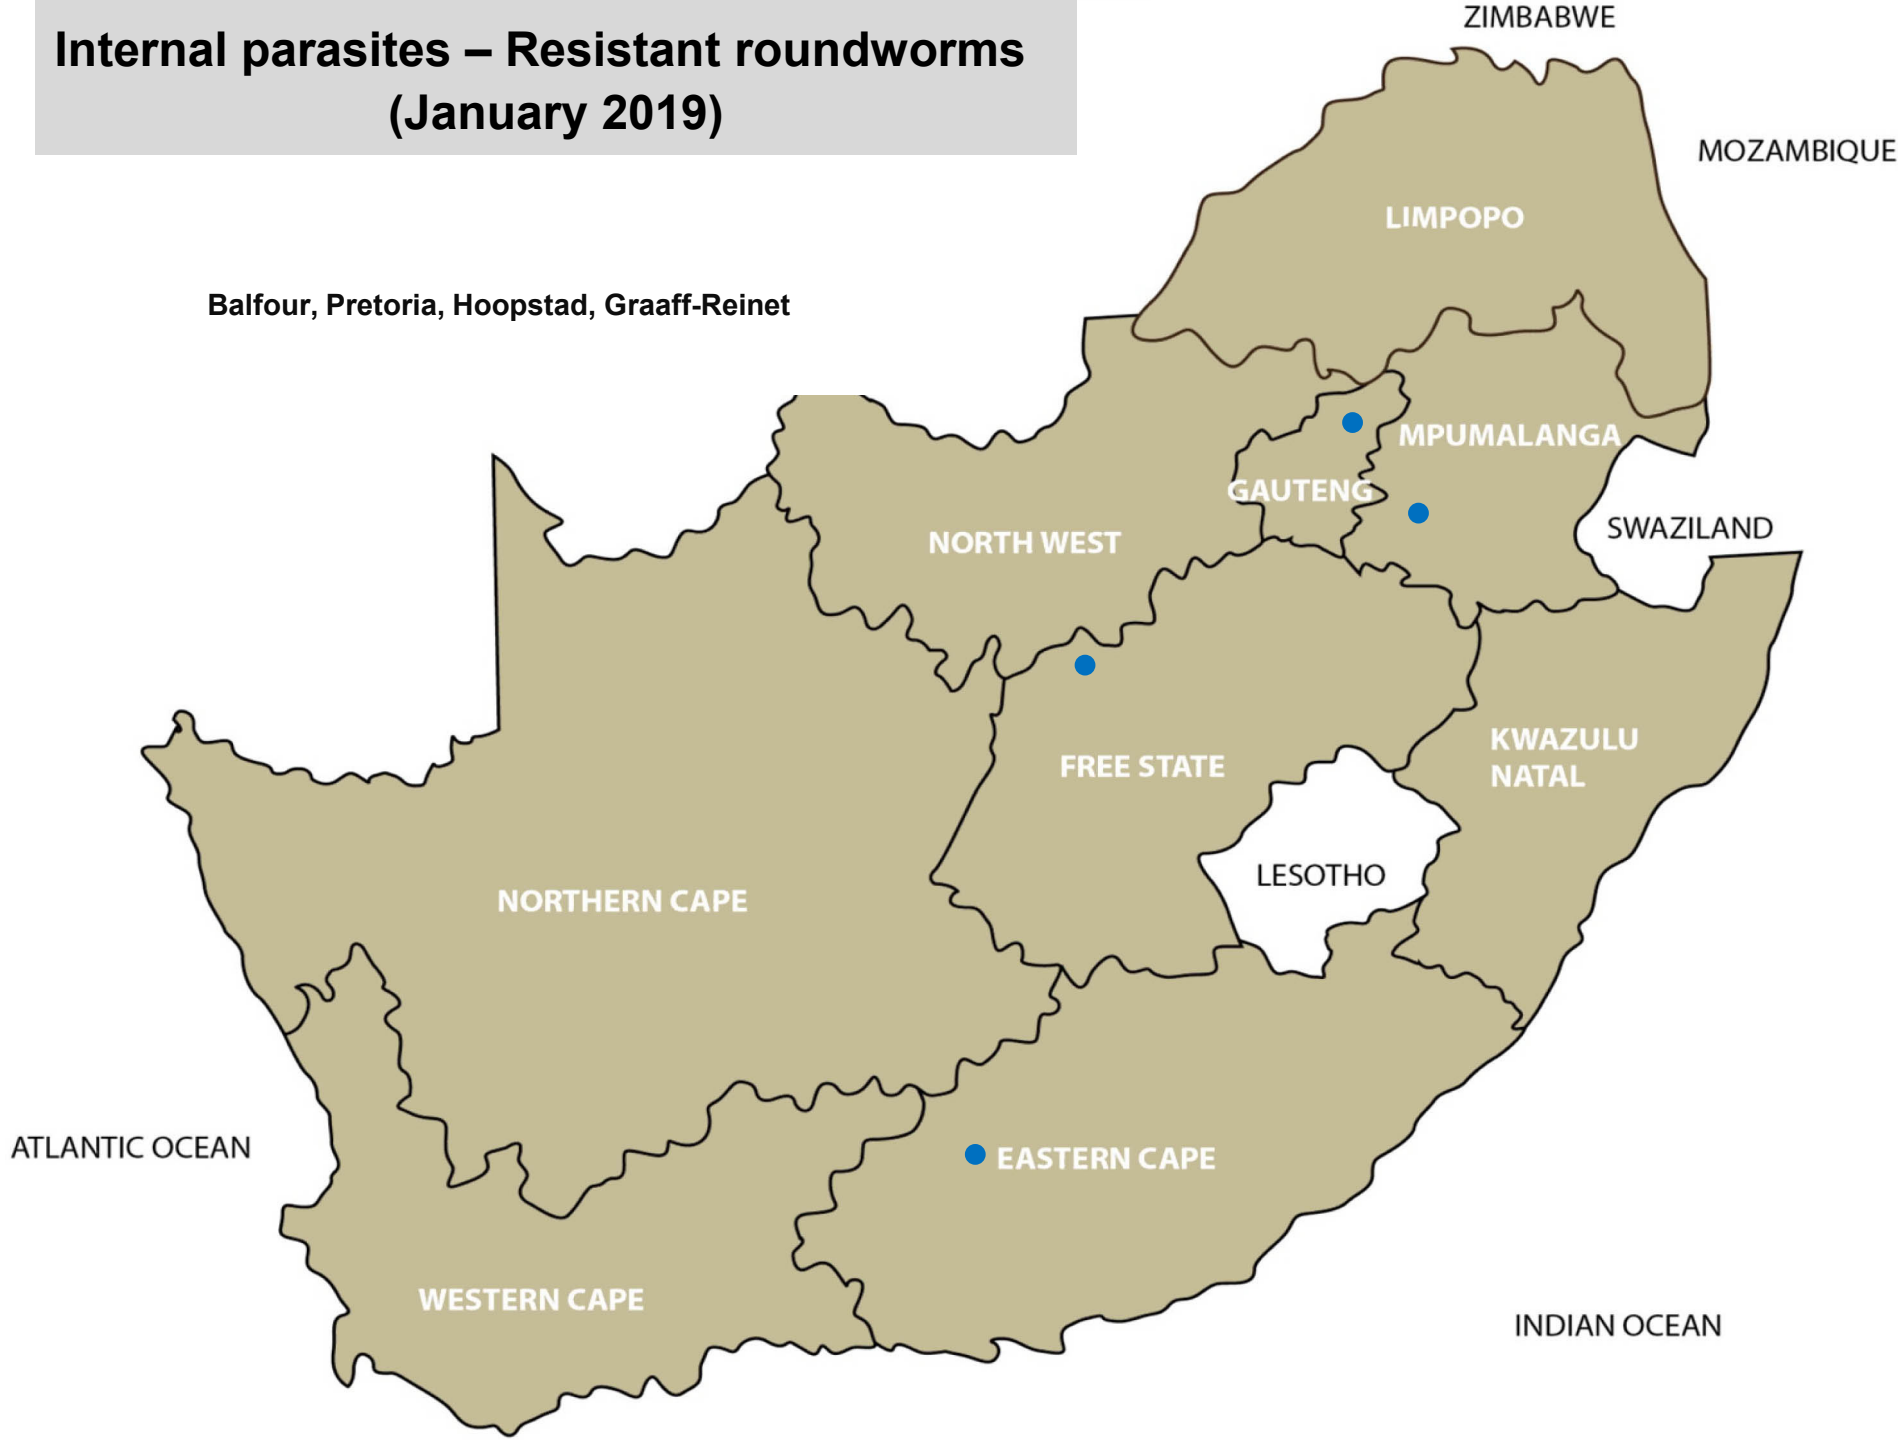 Internal parasites – Resistant roundworms
(January 2019)
ZIMBABWE
MOZAMBIQUE
LIMPOPO
Balfour, Pretoria, Hoopstad, Graaff-Reinet
MPUMALANGA
GAUTENG
NORTH WEST
SWAZILAND
KWAZULU
NATAL
FREE STATE
LESOTHO
NORTHERN CAPE
ATLANTIC OCEAN
EASTERN CAPE
WESTERN CAPE
INDIAN OCEAN